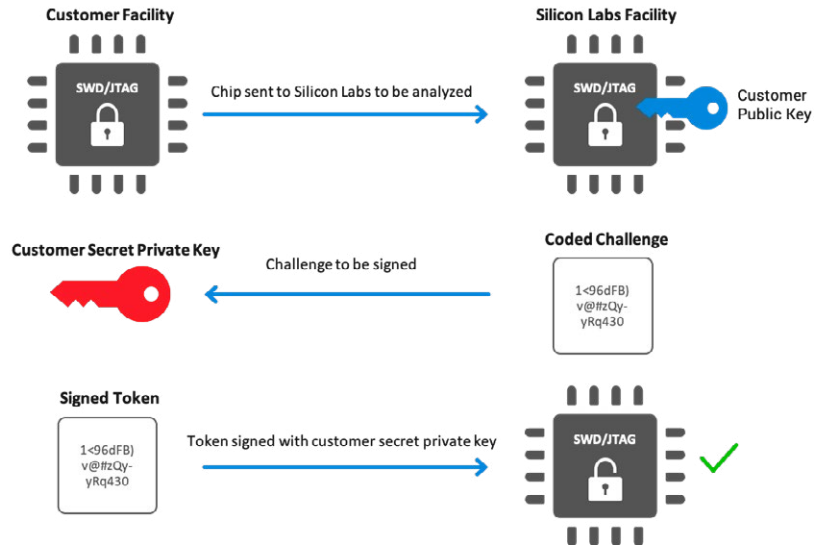 Customer Facility
Silicon Labs Facility
SWD/JTAG
Chip sent to Silicon Labs to be analyzed
SWD/JTAG
Customer
Public Key
Customer Secret Private Key
Challenge to be signed
Coded Challenge
1<96dFB)
v@#zQy-
yRq430
Signed Token
1<96dFB)
v@#zQy-
yRq430
Token signed with customer secret private key
SWD/JTAG